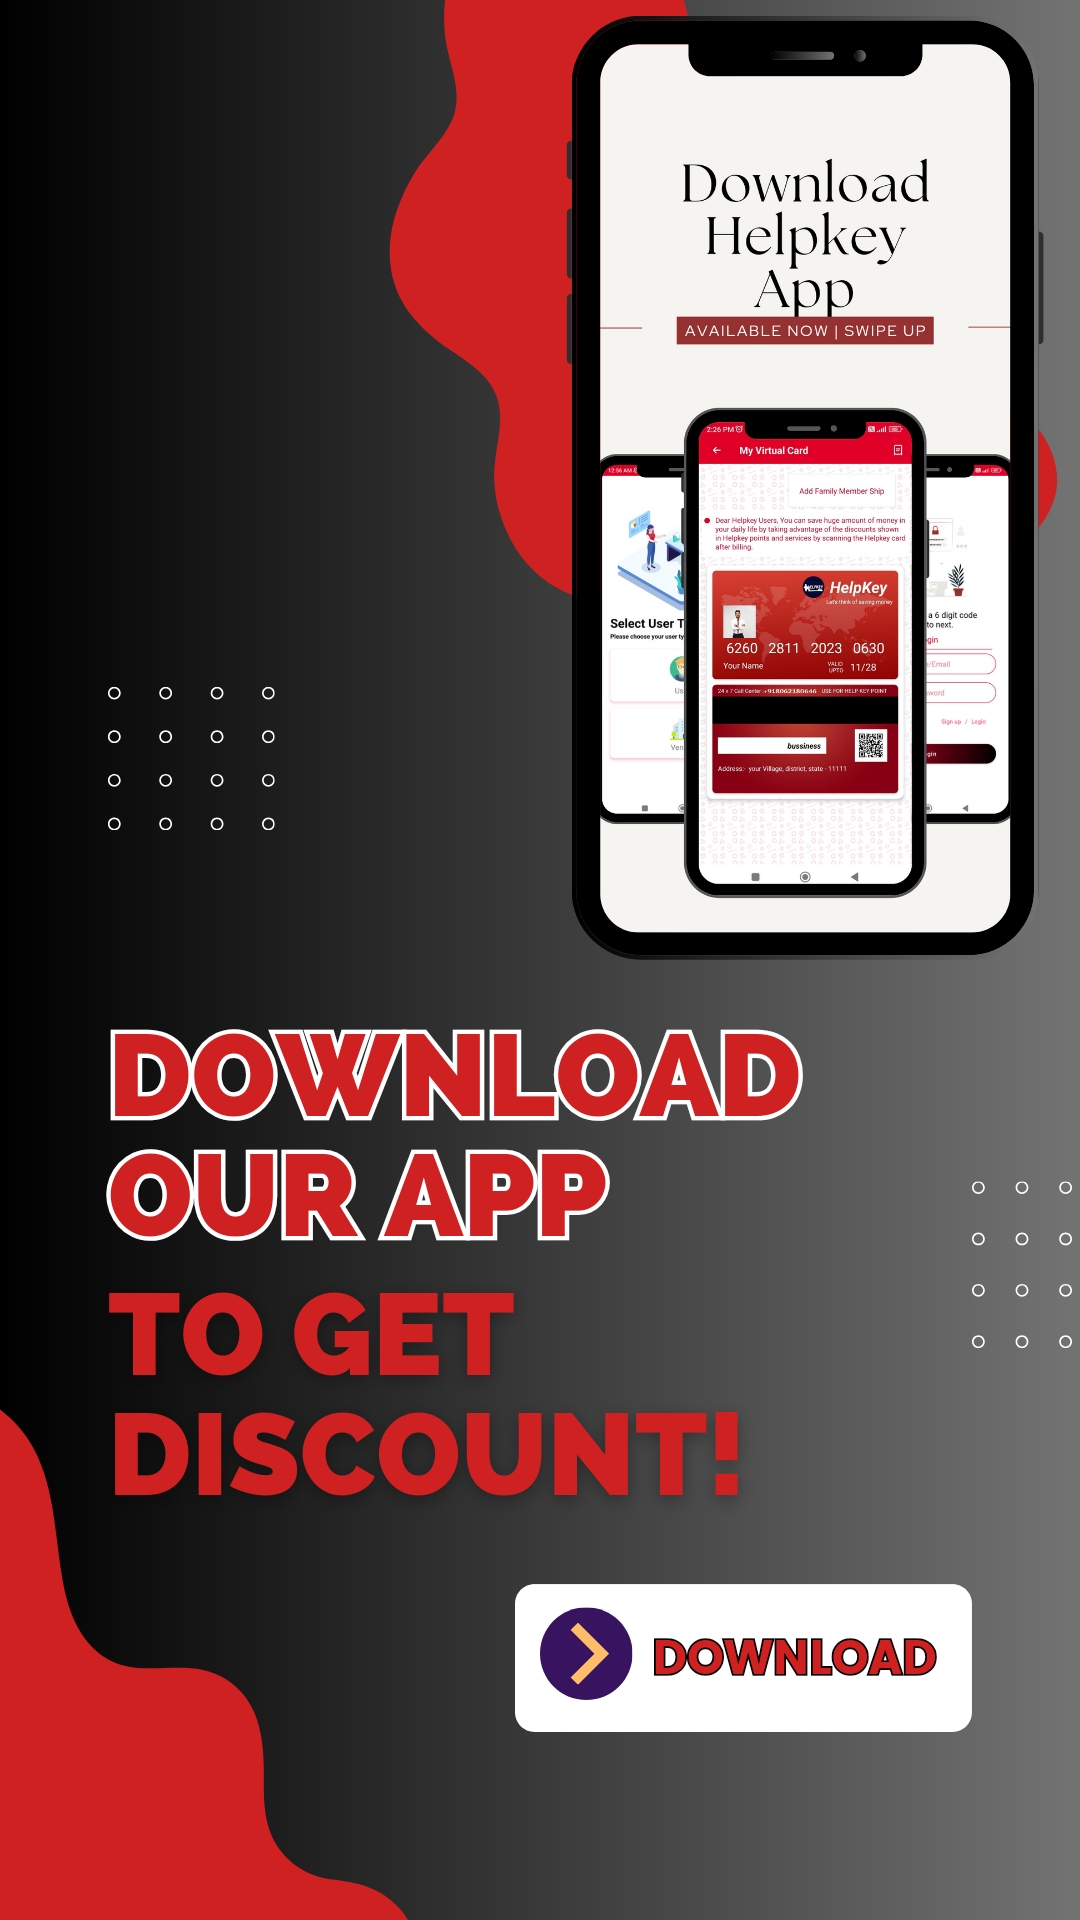 Download
Helpkey
App
AVAILABLE NOW | SWIPE UP
12:56 AM
Select User T
Please choose your user ty
Us
Ven
2:26 PM
My Virtual Card
Add Family Member Ship
Dear Helpkey Users, You can save huge amount of money in
your daily life by taking advantage of the discounts shown
in Helpkey points and services by scanning the Helpkey card
after billing.
HELPKEY
HelpKey
Let's think of saving money
6260 2811 2023 0630
Your Name
VALID
UPTO
11/28
24 x 7 Call Center :+918062180646 USE FOR HELP KEY POINT
bussiness
Address:- your Village, district, state - 11111
a 6 digit code
to next.
gin
e/Email
word
Sign up / Login
gin
DOWNLOAD
OUR APP
TO GET
DISCOUNT!
DOWNLOAD